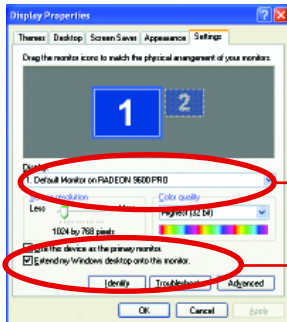 Display Properties
Themes Desktop Screen Saver Appearance Settings
Drag the monitor icons to match the physical arrangement of your monitors.
1 2
Display:
1. Default Monitor on RADEON 9600 PRO
Less
Color quality
Highest (32 bit)
1024 by 768 pixels
this device as the primary monitor.
Extend my Windows desktop onto this monitor.
Identify Troubleshoot Advanced
OK Cancel Apply